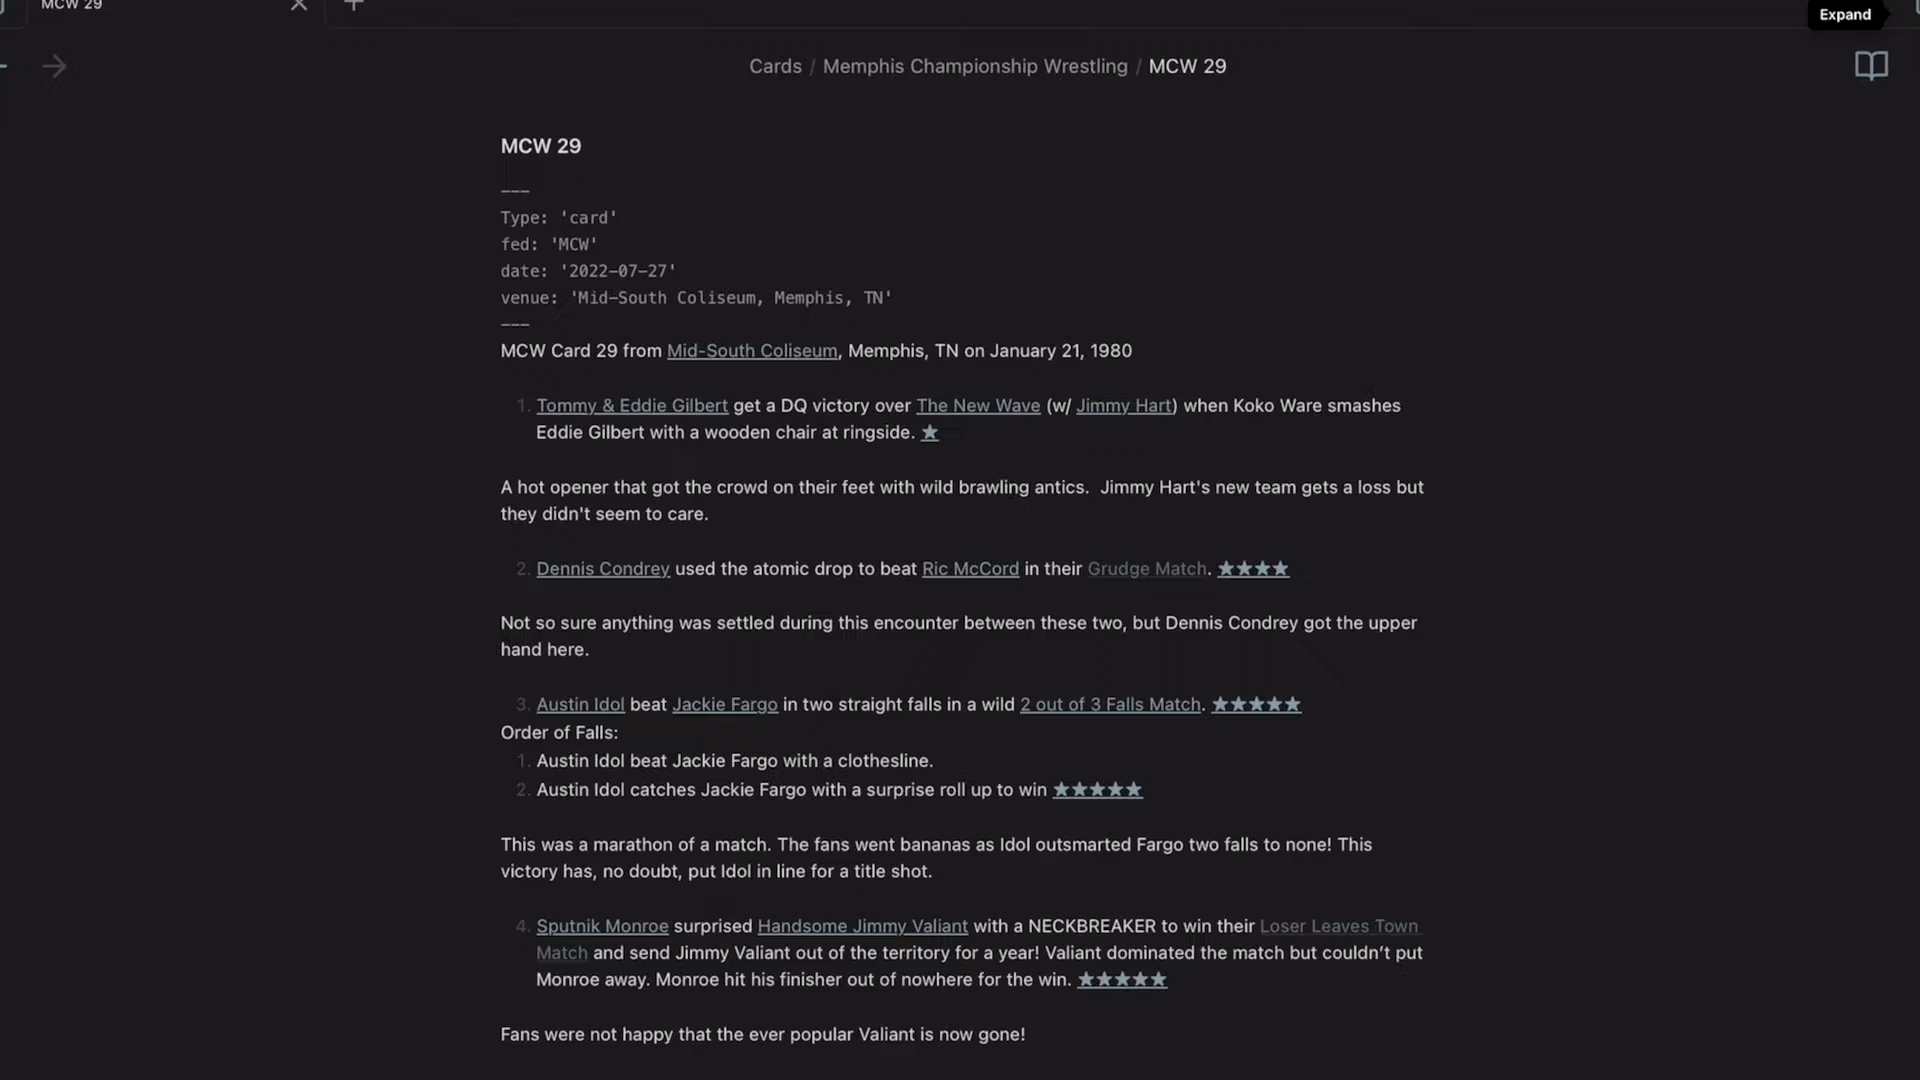 MCW 29
Expand
Cards / Memphis Championship Wrestling / MCW 29
MCW 29
---
Type: 'card'
fed: 'MCW'
date: '2022-07-27'
venue: 'Mid-South Coliseum, Memphis, TN'
---
MCW Card 29 from Mid-South Coliseum, Memphis, TN on January 21, 1980
1. Tommy & Eddie Gilbert get a DQ victory over The New Wave (w/ Jimmy Hart) when Koko Ware smashes
Eddie Gilbert with a wooden chair at ringside. ★
A hot opener that got the crowd on their feet with wild brawling antics.  Jimmy Hart's new team gets a loss but
they didn't seem to care.
2. Dennis Condrey used the atomic drop to beat Ric McCord in their Grudge Match. ★★★★
Not so sure anything was settled during this encounter between these two, but Dennis Condrey got the upper
hand here.
3. Austin Idol beat Jackie Fargo in two straight falls in a wild 2 out of 3 Falls Match. ★★★★★
Order of Falls:
1. Austin Idol beat Jackie Fargo with a clothesline.
2. Austin Idol catches Jackie Fargo with a surprise roll up to win ★★★★★
This was a marathon of a match. The fans went bananas as Idol outsmarted Fargo two falls to none! This
victory has, no doubt, put Idol in line for a title shot.
4. Sputnik Monroe surprised Handsome Jimmy Valiant with a NECKBREAKER to win their Loser Leaves Town
Match and send Jimmy Valiant out of the territory for a year! Valiant dominated the match but couldn’t put
Monroe away. Monroe hit his finisher out of nowhere for the win. ★★★★★
Fans were not happy that the ever popular Valiant is now gone!